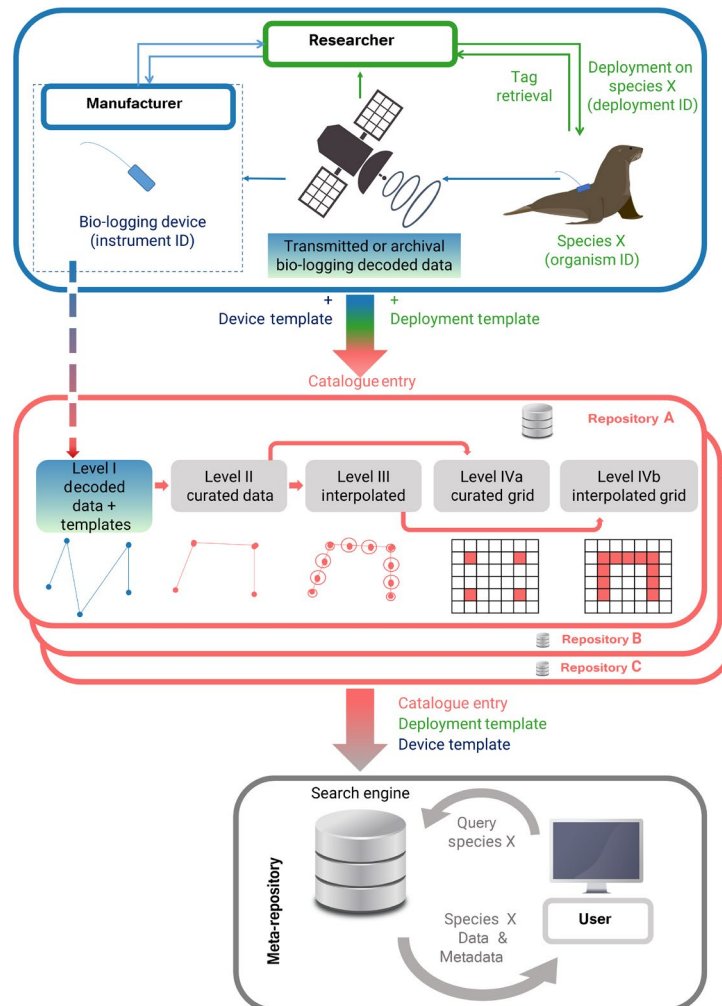 Researcher
Manufacturer
Tag
retrieval
Deployment on
species X
(deployment ID)
Bio-logging device
(instrument ID)
Transmitted or archival
bio-logging decoded data
Species X
(organism ID)
+
Device template
+
Deployment template
Catalogue entry
Repository A
Level I
decoded
data +
templates
Level II
curated data
Level III
interpolated
Level IVa
curated grid
Level IVb
interpolated grid
Repository B
Repository C
Catalogue entry
Deployment template
Device template
Meta-repository
Search engine
Query
species X
User
Species X
Data &
Metadata